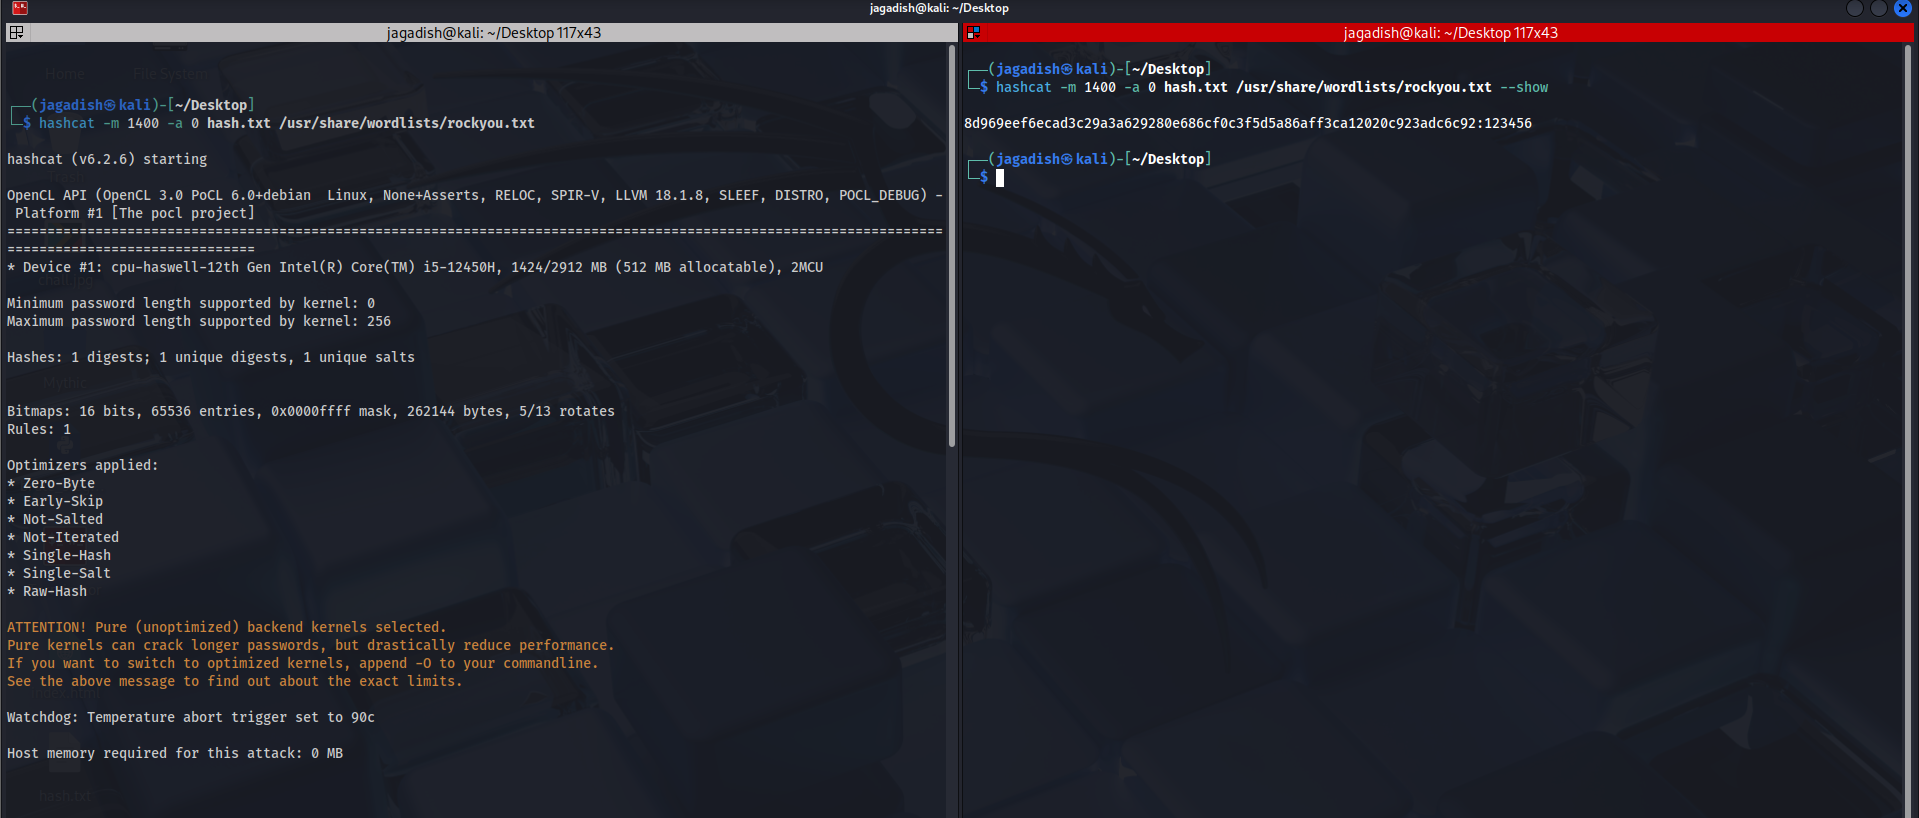 jagadish@kali: ~/Desktop
jagadish@kali: ~/Desktop 117x43
Home File System
┌──(jagadish㉿kali)-[~/Desktop]
└─$ hashcat -m 1400 -a 0 hash.txt /usr/share/wordlists/rockyou.txt
hashcat (v6.2.6) starting
OpenCL API (OpenCL 3.0 PoCL 6.0+debian  Linux, None+Asserts, RELOC, SPIR-V, LLVM 18.1.8, SLEEF, DISTRO, POCL_DEBUG) -
 Platform #1 [The pocl project]
=====================================================================================================================
===============================
* Device #1: cpu-haswell-12th Gen Intel(R) Core(TM) i5-12450H, 1424/2912 MB (512 MB allocatable), 2MCU
Minimum password length supported by kernel: 0
Maximum password length supported by kernel: 256
Hashes: 1 digests; 1 unique digests, 1 unique salts
Mythic
Bitmaps: 16 bits, 65536 entries, 0x0000ffff mask, 262144 bytes, 5/13 rotates
Rules: 1
Optimizers applied:
* Zero-Byte
* Early-Skip
* Not-Salted
* Not-Iterated
* Single-Hash
* Single-Salt
* Raw-Hash
ATTENTION! Pure (unoptimized) backend kernels selected.
Pure kernels can crack longer passwords, but drastically reduce performance.
If you want to switch to optimized kernels, append -O to your commandline.
See the above message to find out about the exact limits.
Watchdog: Temperature abort trigger set to 90c
Host memory required for this attack: 0 MB
hash.txt
jagadish@kali: ~/Desktop 117x43
┌──(jagadish㉿kali)-[~/Desktop]
└─$ hashcat -m 1400 -a 0 hash.txt /usr/share/wordlists/rockyou.txt --show
8d969eef6ecad3c29a3a629280e686cf0c3f5d5a86aff3ca12020c923adc6c92:123456
┌──(jagadish㉿kali)-[~/Desktop]
└─$